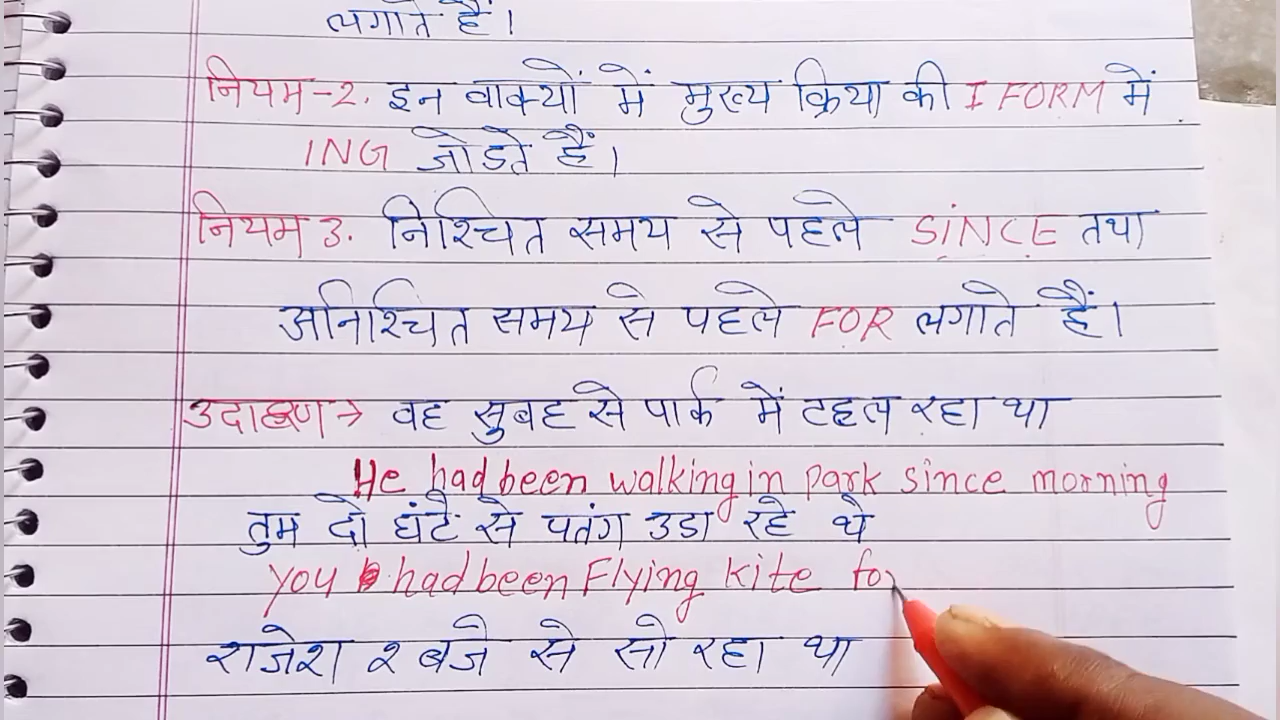 लगाते हैं।
नियम-2. इन वाक्यों में मुख्य क्रिया की I FORM में
ING जोडते हैं।
नियम 3. निश्चित समय से पहले SINCE तथा
अनिश्चित समय से पहले FOR लगाते हैं।
उदाहरण → वह सुबह से पार्क में टहल रहा था
He had been walking in park since morning
तुम दो घंटे से पतंग उडा रहे थे
you had been Flying kite for
राजेश 2 बजे से सो रहा था